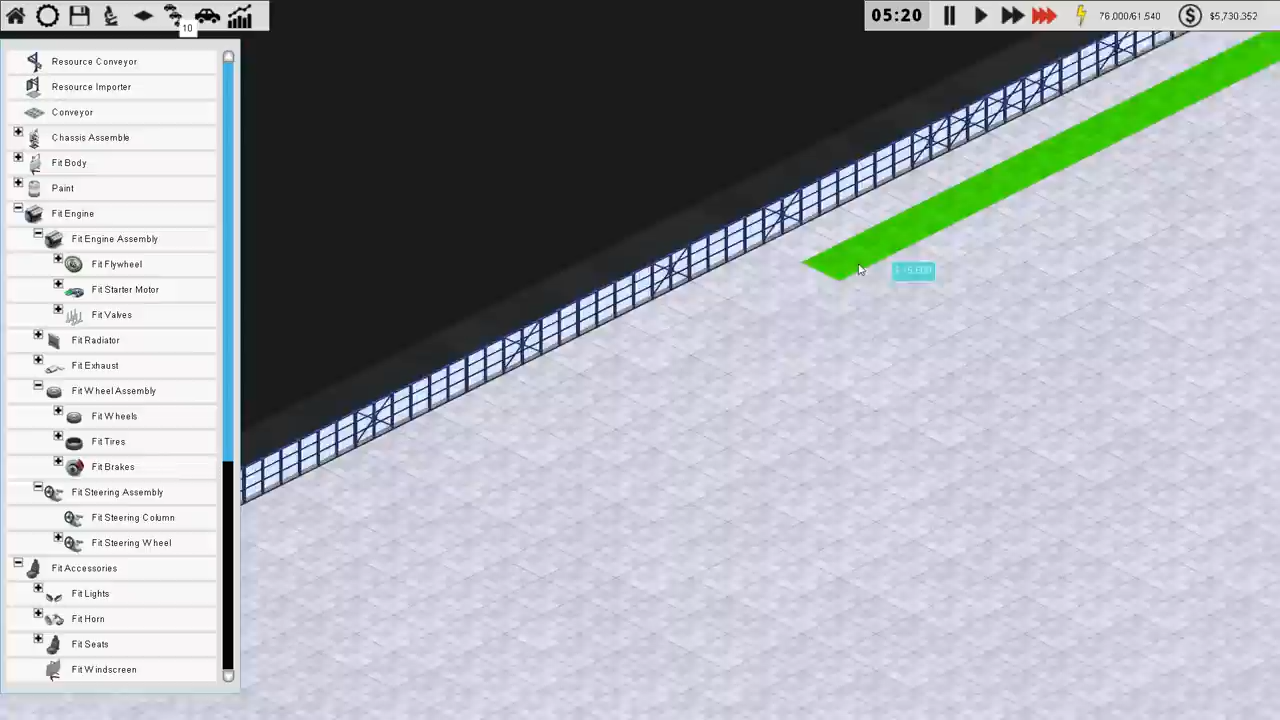 05:20
76.000/61.540
$5,730,352
10
Resource Conveyor
Resource Importer
Conveyor
Chassis Assemble
Fit Body
Paint
Fit Engine
Fit Engine Assembly
Fit Flywheel
Fit Starter Motor
Fit Valves
Fit Radiator
Fit Exhaust
Fit Wheel Assembly
Fit Wheels
Fit Tires
Fit Brakes
Fit Steering Assembly
Fit Steering Column
Fit Steering Wheel
Fit Accessories
Fit Lights
Fit Horn
Fit Seats
Fit Windscreen